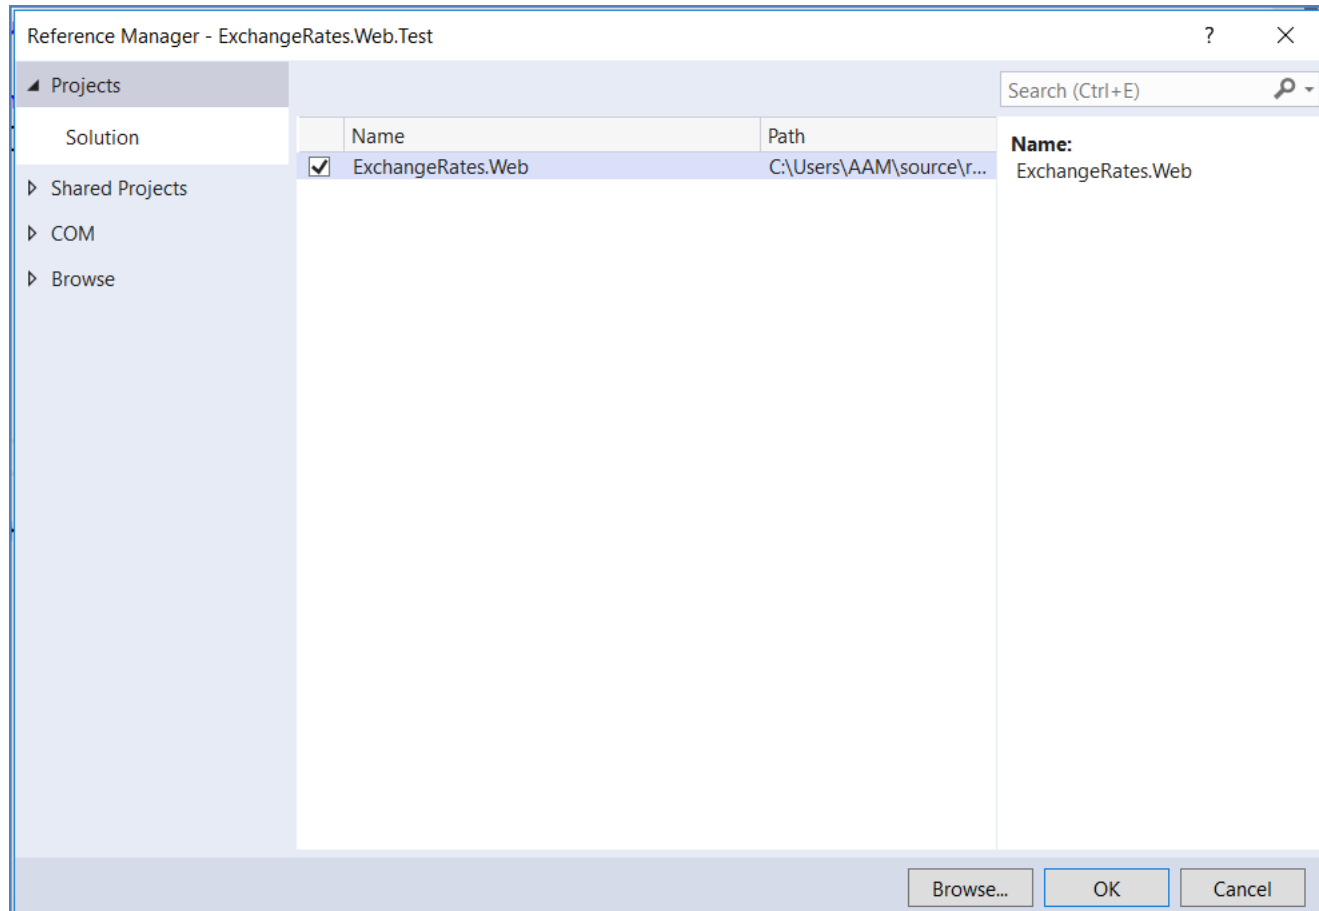 Reference Manager - ExchangeRates.Web.Test ?
Projects
Search (Ctrl+E)
Solution
Name Path
Name:
ExchangeRates.Web C:\Users\AAM\source\r...
ExchangeRates.Web
Shared Projects
COM
Browse
Browse... OK Cancel